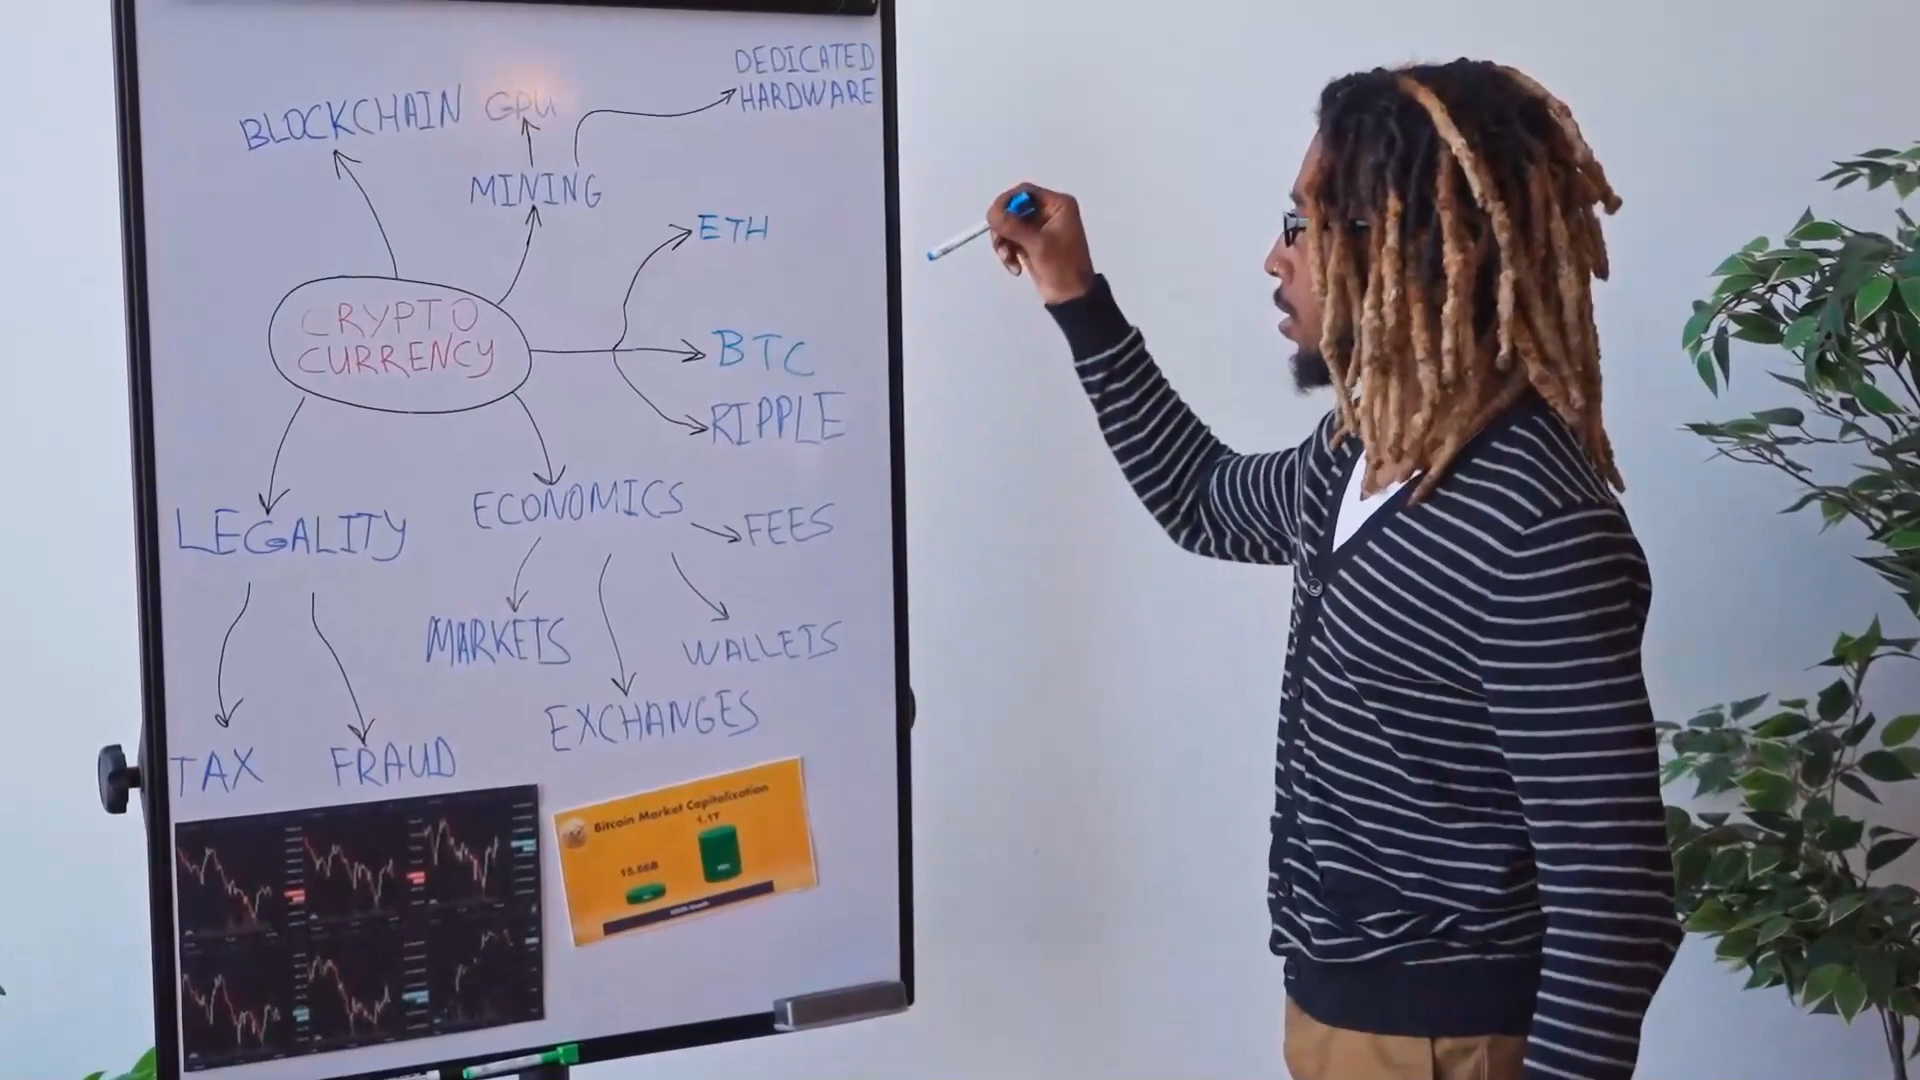 DEDICATED
HARDWARE
BLOCKCHAIN
GPU
MINING
ETH
CRYPTO
CURRENCY
BTC
RIPPLE
ECONOMICS
LEGALITY
FEES
MARKETS
WALLETS
EXCHANGES
TAX
FRAUD
Bitcoin Market Capitalization
1.1T
15.66B